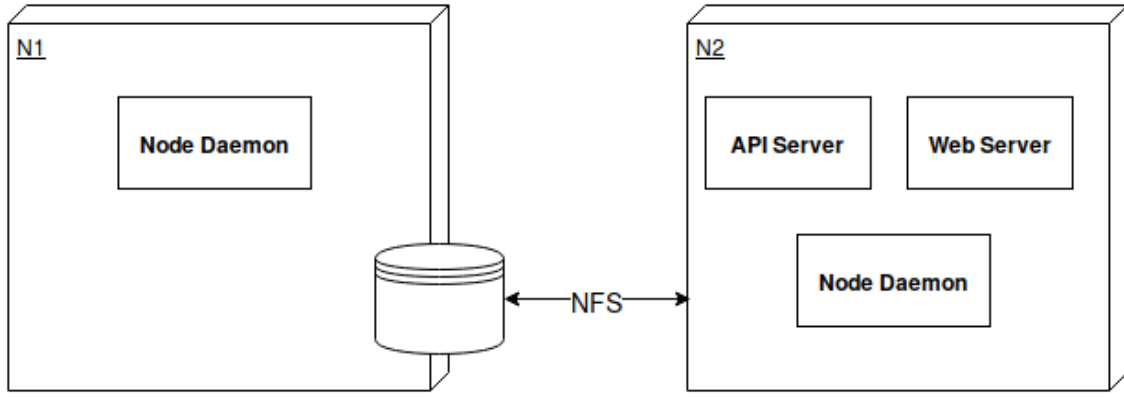 N1
Node Daemon
NFS
N2
API Server
Web Server
Node Daemon